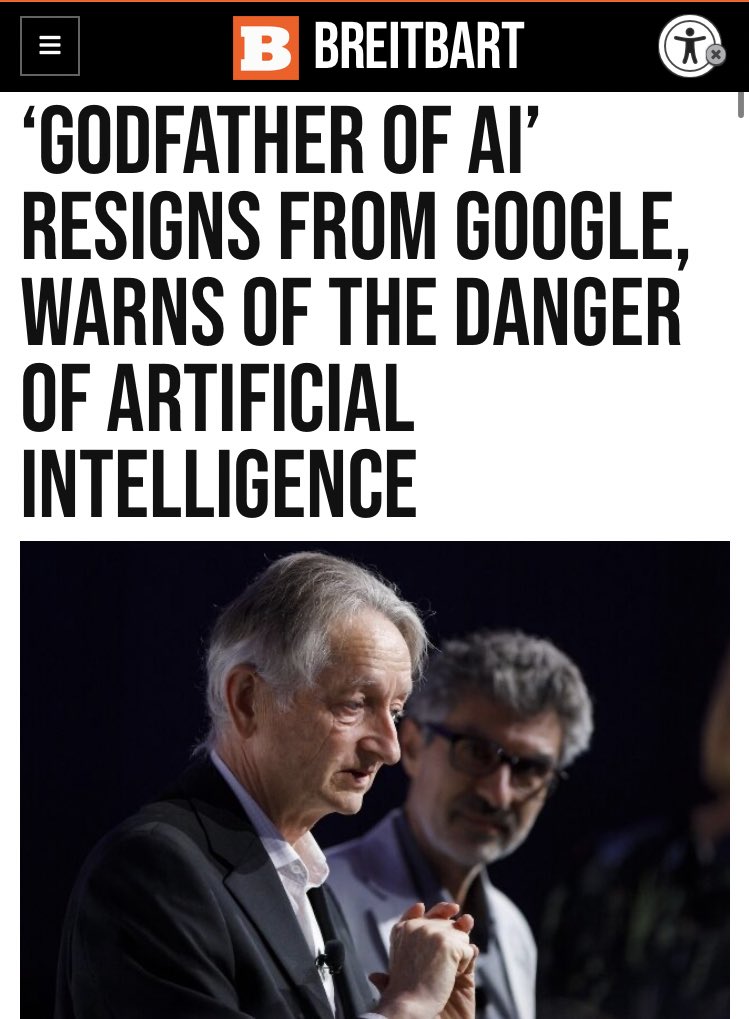 BREITBART
‘GODFATHER OF AI’
RESIGNS FROM GOOGLE,
WARNS OF THE DANGER
OF ARTIFICIAL
INTELLIGENCE